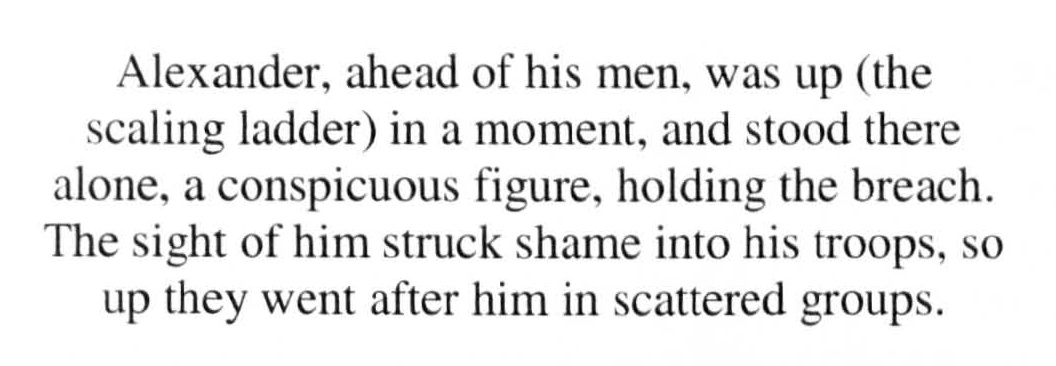 Alexander, ahead of his men, was up (the
scaling ladder) in a moment, and stood there
alone, a conspicuous figure, holding the breach.
The sight of him struck shame into his troops, so
up they went after him in scattered groups.